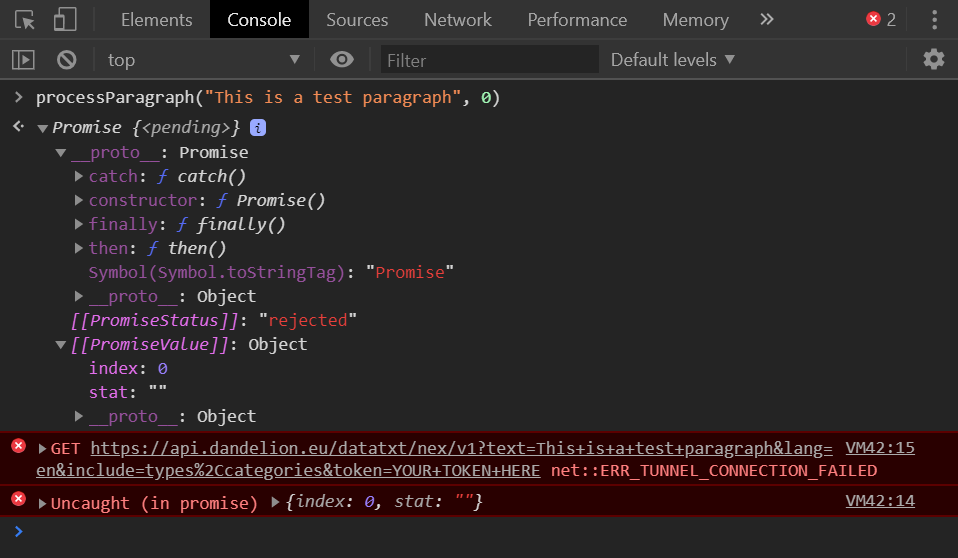 Elements Console Sources Network Performance Memory » 2
top ▼ Filter Default levels ▼
> processParagraph("This is a test paragraph", 0)
<· ▼ Promise {<pending>} i
▼ __proto__: Promise
▶ catch: ƒ catch()
▶ constructor: ƒ Promise()
▶ finally: ƒ finally()
▶ then: ƒ then()
Symbol(Symbol.toStringTag): "Promise"
▶ __proto__: Object
[[PromiseStatus]]: "rejected"
▼ [[PromiseValue]]: Object
index: 0
stat: ""
▶ __proto__: Object
▶ GET https://api.dandelion.eu/datatxt/nex/v1?text=This+is+a+test+paragraph&lang= VM42:15
en&include=types%2Ccategories&token=YOUR+TOKEN+HERE net::ERR_TUNNEL_CONNECTION_FAILED
▶ Uncaught (in promise) ▶ {index: 0, stat: ""} VM42:14
>